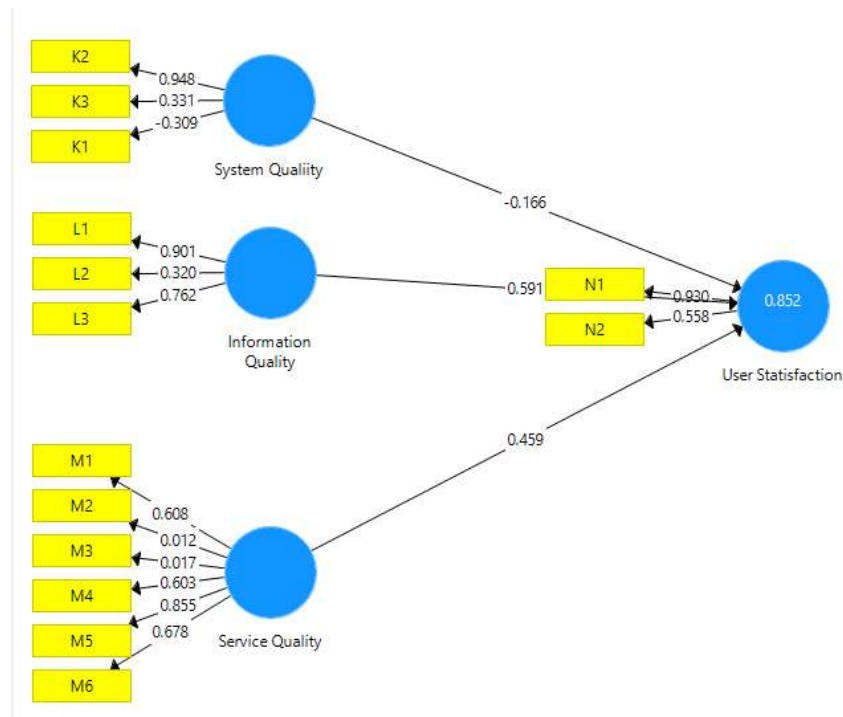 K2
K3
K1
0.948
0.331
-0.309
System Qualiity
-0.166
L1
L2
L3
0.901
0.320
0.762
Information
Quality
0.591
N1
N2
0.930
0.558
0.852
User Statisfaction
0.459
M1
M2
M3
M4
M5
M6
0.608
0.012
0.017
0.603
0.855
0.678
Service Quality